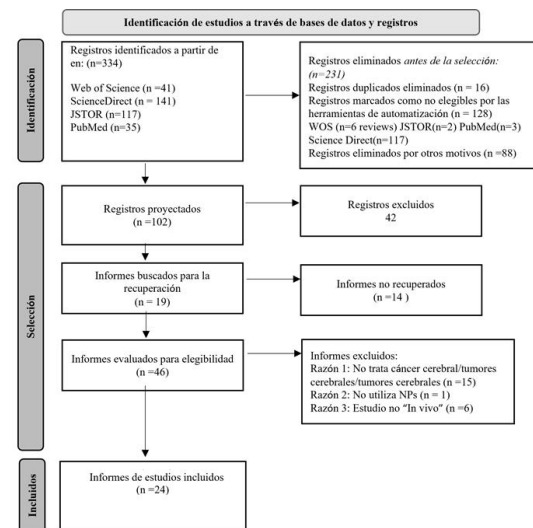 Identificación de estudios a través de bases de datos y registros
Identificación
Registros identificados a partir de
en: (n=334)
Web of Science (n =41)
ScienceDirect (n = 141)
JSTOR (n=117)
PubMed (n=35)
Registros eliminados antes de la selección:
(n=231)
Registros duplicados eliminados (n = 16)
Registros marcados como no elegibles por las
herramientas de automatización (n = 128)
WOS (n=6 reviews) JSTOR(n=2) PubMed(n=3)
Science Direct(n=117)
Registros eliminados por otros motivos (n =88)
Selección
Registros proyectados
(n =102)
Registros excluidos
42
Informes buscados para la
recuperación
(n = 19)
Informes no recuperados
(n =14 )
Informes evaluados para elegibilidad
(n =46)
Informes excluidos:
Razón 1: No trata cáncer cerebral/tumores
cerebrales/tumores cerebrales (n =15)
Razón 2: No utiliza NPs (n = 1)
Razón 3: Estudio no "In vivo" (n =6)
Incluidos
Informes de estudios incluidos
(n =24)